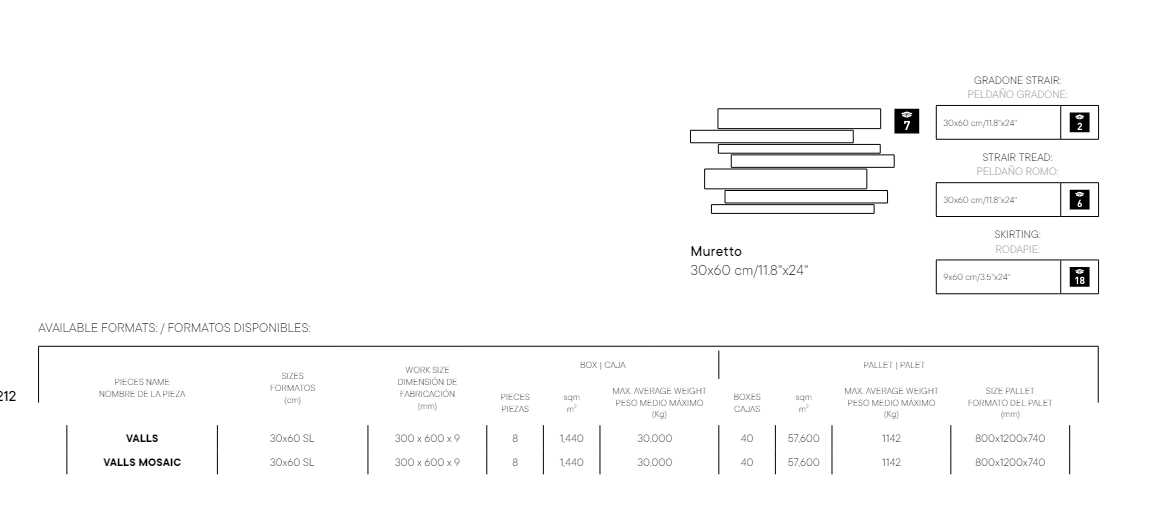 GRADONE STRAIR:
PELDAÑO GRADONE:
7
30x60 cm/11.8"x24"
2
STRAIR TREAD:
PELDAÑO ROMO:
30x60 cm/11.8"x24"
6
SKIRTING:
RODAPIE:
Muretto
30x60 cm/11.8"x24"
9x60 cm/3.5"x24"
18
AVAILABLE FORMATS: / FORMATOS DISPONIBLES:
212
PIECES NAME
NOMBRE DE LA PIEZA
SIZES
FORMATOS
(cm)
WORK SIZE
DIMENSIÓN DE
FABRICACIÓN
(mm)
BOX | CAJA
PIECES
PIEZAS
sqm
m²
MAX. AVERAGE WEIGHT
PESO MEDIO MÁXIMO
(Kg)
PALLET | PALET
BOXES
CAJAS
sqm
m²
MAX. AVERAGE WEIGHT
PESO MEDIO MÁXIMO
(Kg)
SIZE PALLET
FORMATO DEL PALET
(mm)
VALLS 30x60 SL 300 x 600 x 9 8 1,440 30,000 40 57,600 1142 800x1200x740
VALLS MOSAIC 30x60 SL 300 x 600 x 9 8 1,440 30,000 40 57,600 1142 800x1200x740